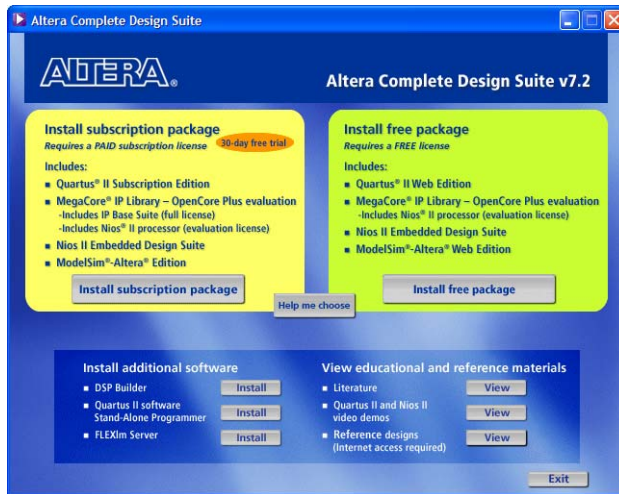 Altera Complete Design Suite
ALTERA®
Altera Complete Design Suite v7.2
Install subscription package
Requires a PAID subscription license
30-day free trial
Includes:
Quartus® II Subscription Edition
MegaCore® IP Library – OpenCore Plus evaluation
-Includes IP Base Suite (full license)
-Includes Nios® II processor (evaluation license)
Nios II Embedded Design Suite
ModelSim®-Altera® Edition
Install subscription package
Install free package
Requires a FREE license
Includes:
Quartus® II Web Edition
MegaCore® IP Library – OpenCore Plus evaluation
-Includes Nios® II processor (evaluation license)
Nios II Embedded Design Suite
ModelSim®-Altera® Web Edition
Install free package
Help me choose
Install additional software
DSP Builder
Install
Quartus II software
Stand-Alone Programmer
Install
FLEXlm Server
Install
View educational and reference materials
Literature
View
Quartus II and Nios II
video demos
View
Reference designs
(Internet access required)
View
Exit